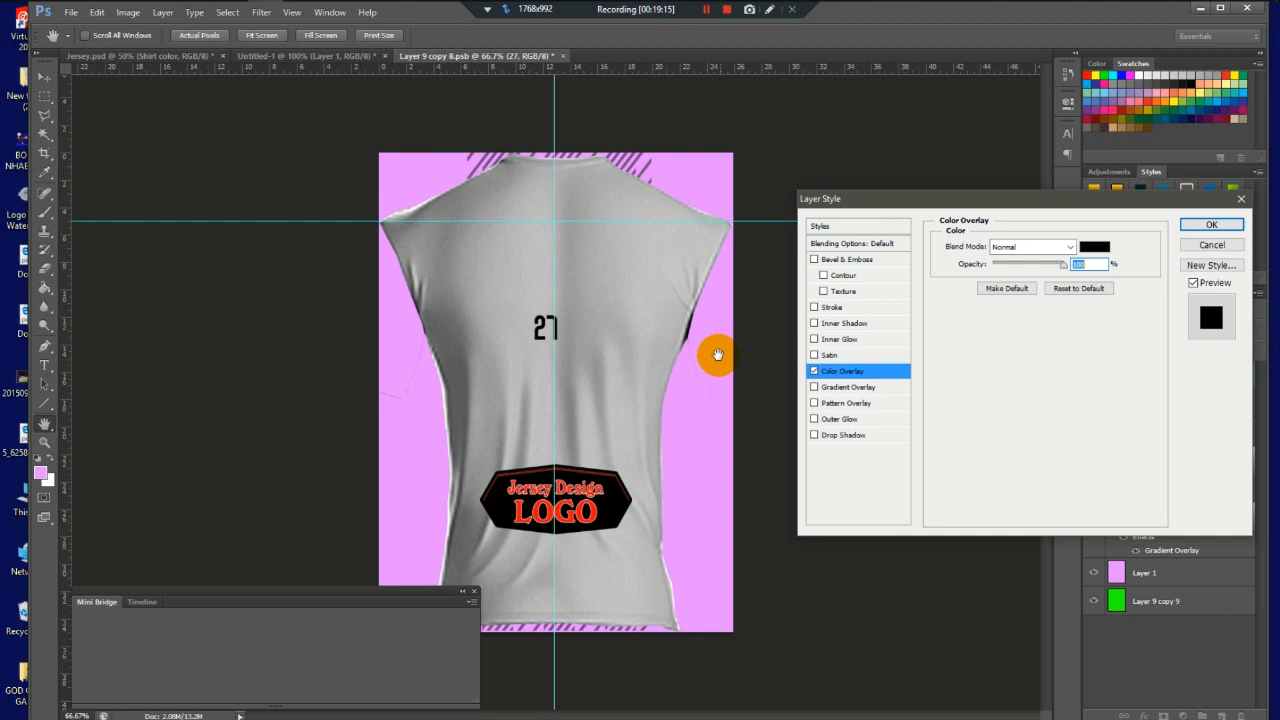 1768x992
Recording [00:19:15]
Ps File Edit Image Layer Type Select Filter View Window Help
Scroll All Windows Actual Pixels Fit Screen Fill Screen Print Size Essentials
Jersey.psd @ 50% (Shirt color, RGB/8) * × Untitled-1 @ 100% (Layer 1, RGB/8) * × Layer 9 copy 8.psb @ 66.7% (27, RGB/8) * ×
Color Swatches
Adjustments Styles
27
Jersey Design
LOGO
Layer Style
Styles
Blending Options: Default
Bevel & Emboss
Contour
Texture
Stroke
Inner Shadow
Inner Glow
Satin
Color Overlay
Gradient Overlay
Pattern Overlay
Outer Glow
Drop Shadow
Color Overlay
Color
Blend Mode: Normal
Opacity: 100 %
Make Default Reset to Default
OK
Cancel
New Style...
Preview
Effects
Gradient Overlay
Layer 1
Layer 9 copy 9
Mini Bridge Timeline
66.67% Doc: 2.08M/13.2M